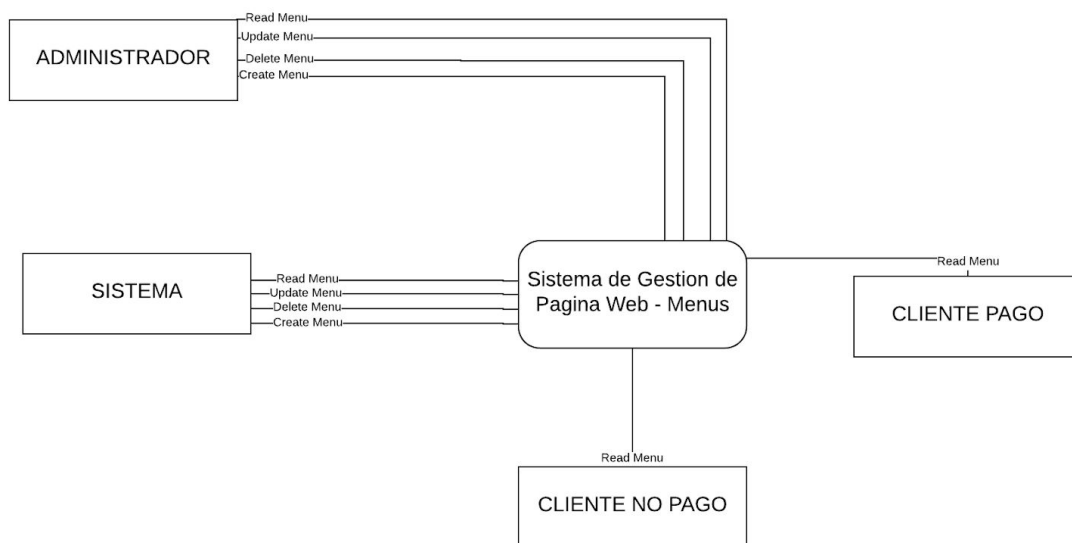 Read Menu
Update Menu
ADMINISTRADOR
Delete Menu
Create Menu
Read Menu
Sistema de Gestion de
Pagina Web - Menus
Read Menu
SISTEMA
Update Menu
Delete Menu
Create Menu
CLIENTE PAGO
Read Menu
CLIENTE NO PAGO